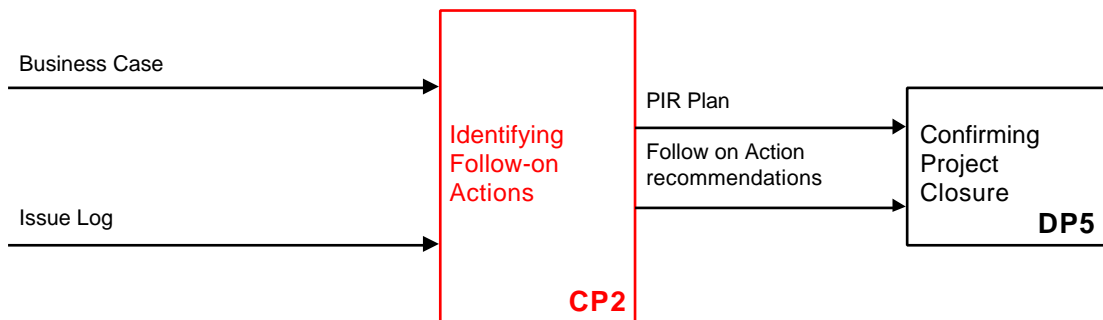 Business Case
Issue Log
Identifying
Follow-on
Actions
CP2
PIR Plan
Follow on Action
recommendations
Confirming
Project
Closure
DP5